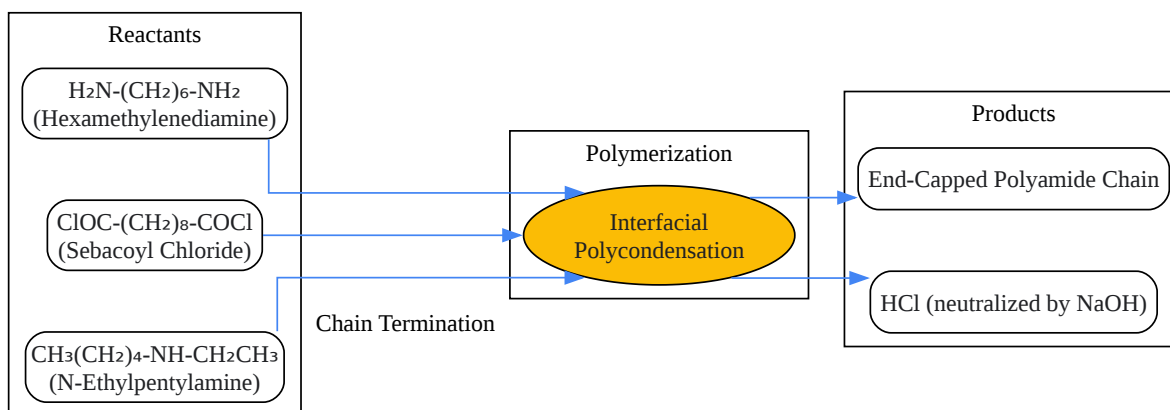 Reactants
H₂N-(CH₂)₆-NH₂
(Hexamethylenediamine)
ClOC-(CH₂)₈-COCl
(Sebacoyl Chloride)
CH₃(CH₂)₄-NH-CH₂CH₃
(N-Ethylpentylamine)
Chain Termination
Polymerization
Interfacial
Polycondensation
Products
End-Capped Polyamide Chain
HCl (neutralized by NaOH)